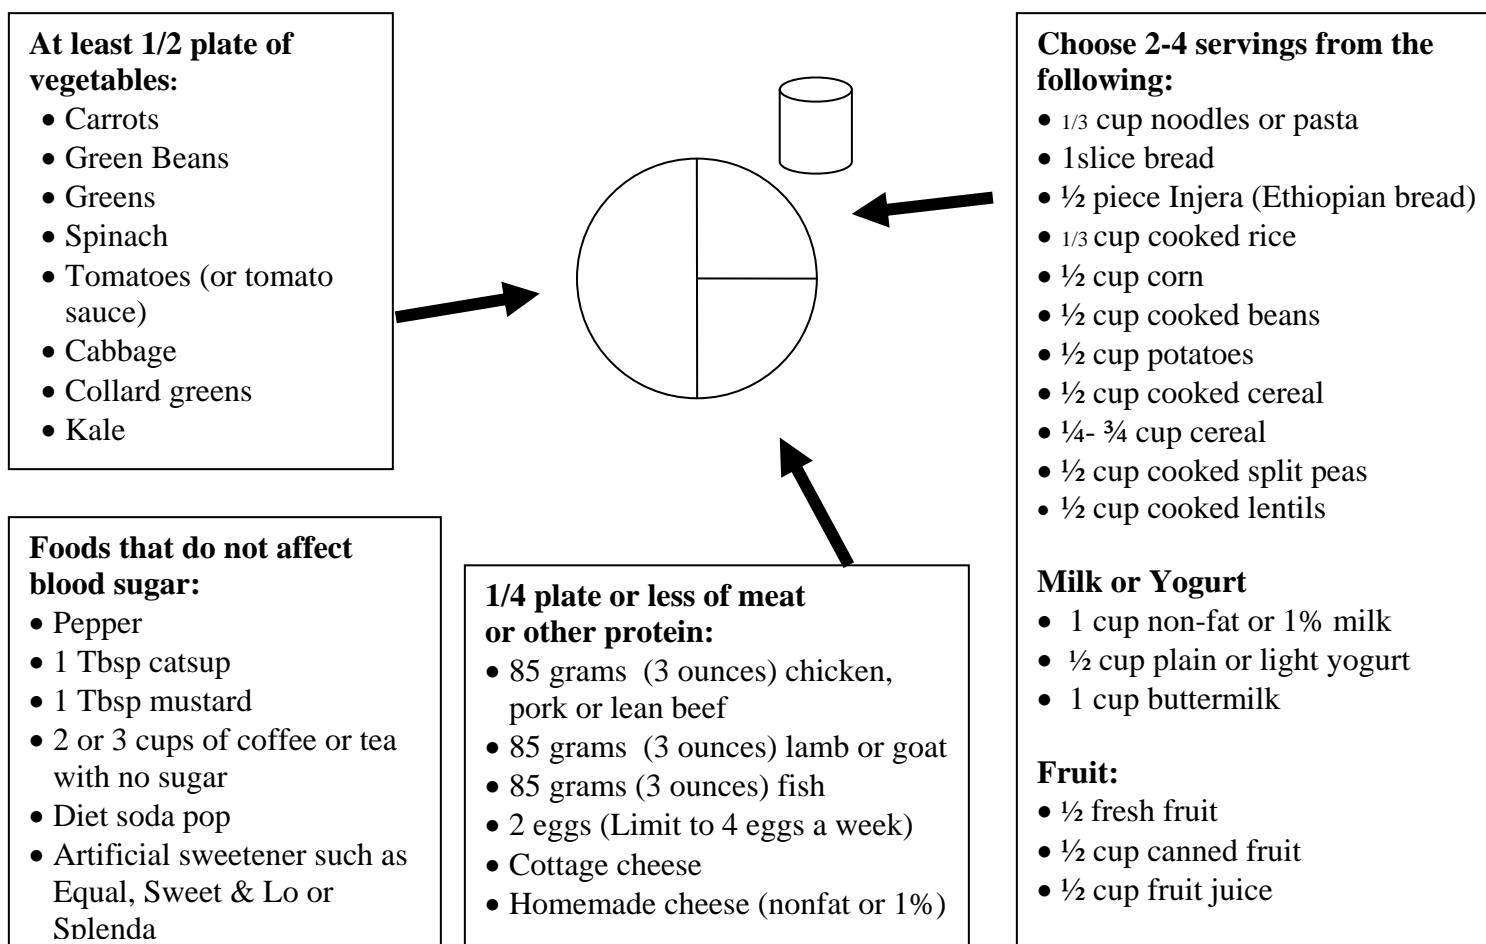 At least 1/2 plate of
vegetables:
• Carrots
• Green Beans
• Greens
• Spinach
• Tomatoes (or tomato
sauce)
• Cabbage
• Collard greens
• Kale
Foods that do not affect
blood sugar:
• Pepper
• 1 Tbsp catsup
• 1 Tbsp mustard
• 2 or 3 cups of coffee or tea
with no sugar
• Diet soda pop
• Artificial sweetener such as
Equal, Sweet & Lo or
Splenda
1/4 plate or less of meat
or other protein:
• 85 grams (3 ounces) chicken,
pork or lean beef
• 85 grams (3 ounces) lamb or goat
• 85 grams (3 ounces) fish
• 2 eggs (Limit to 4 eggs a week)
• Cottage cheese
• Homemade cheese (nonfat or 1%)
Choose 2-4 servings from the
following:
• 1/3 cup noodles or pasta
• 1slice bread
• ½ piece Injera (Ethiopian bread)
• 1/3 cup cooked rice
• ½ cup corn
• ½ cup cooked beans
• ½ cup potatoes
• ½ cup cooked cereal
• ¼- ¾ cup cereal
• ½ cup cooked split peas
• ½ cup cooked lentils
Milk or Yogurt
• 1 cup non-fat or 1% milk
• ½ cup plain or light yogurt
• 1 cup buttermilk
Fruit:
• ½ fresh fruit
• ½ cup canned fruit
• ½ cup fruit juice